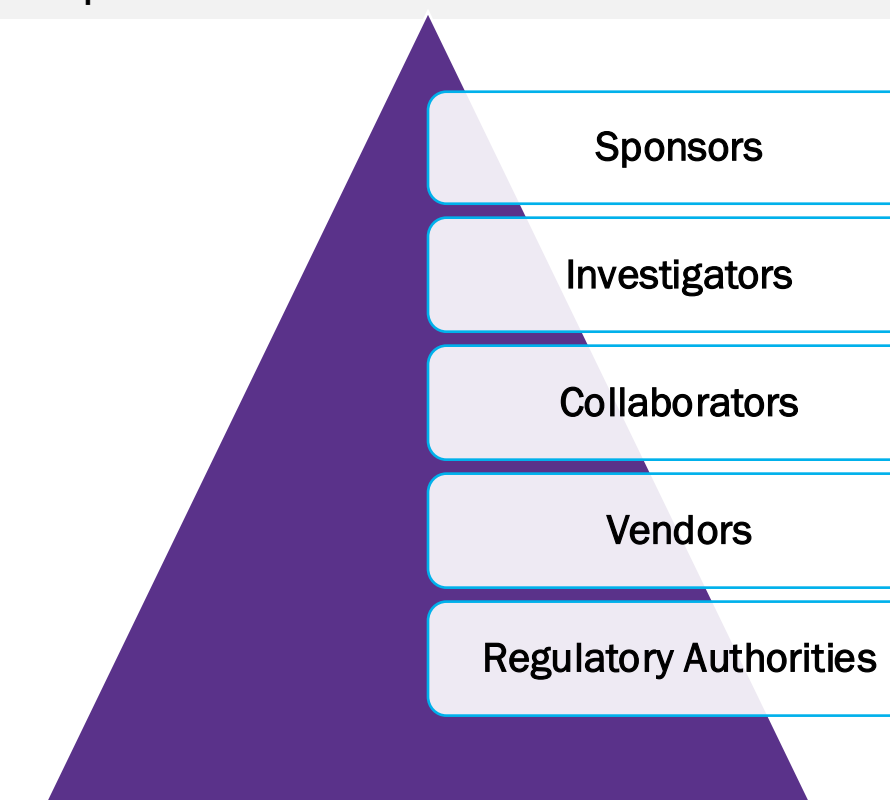 Sponsors
Investigators
Collaborators
Vendors
Regulatory Authorities